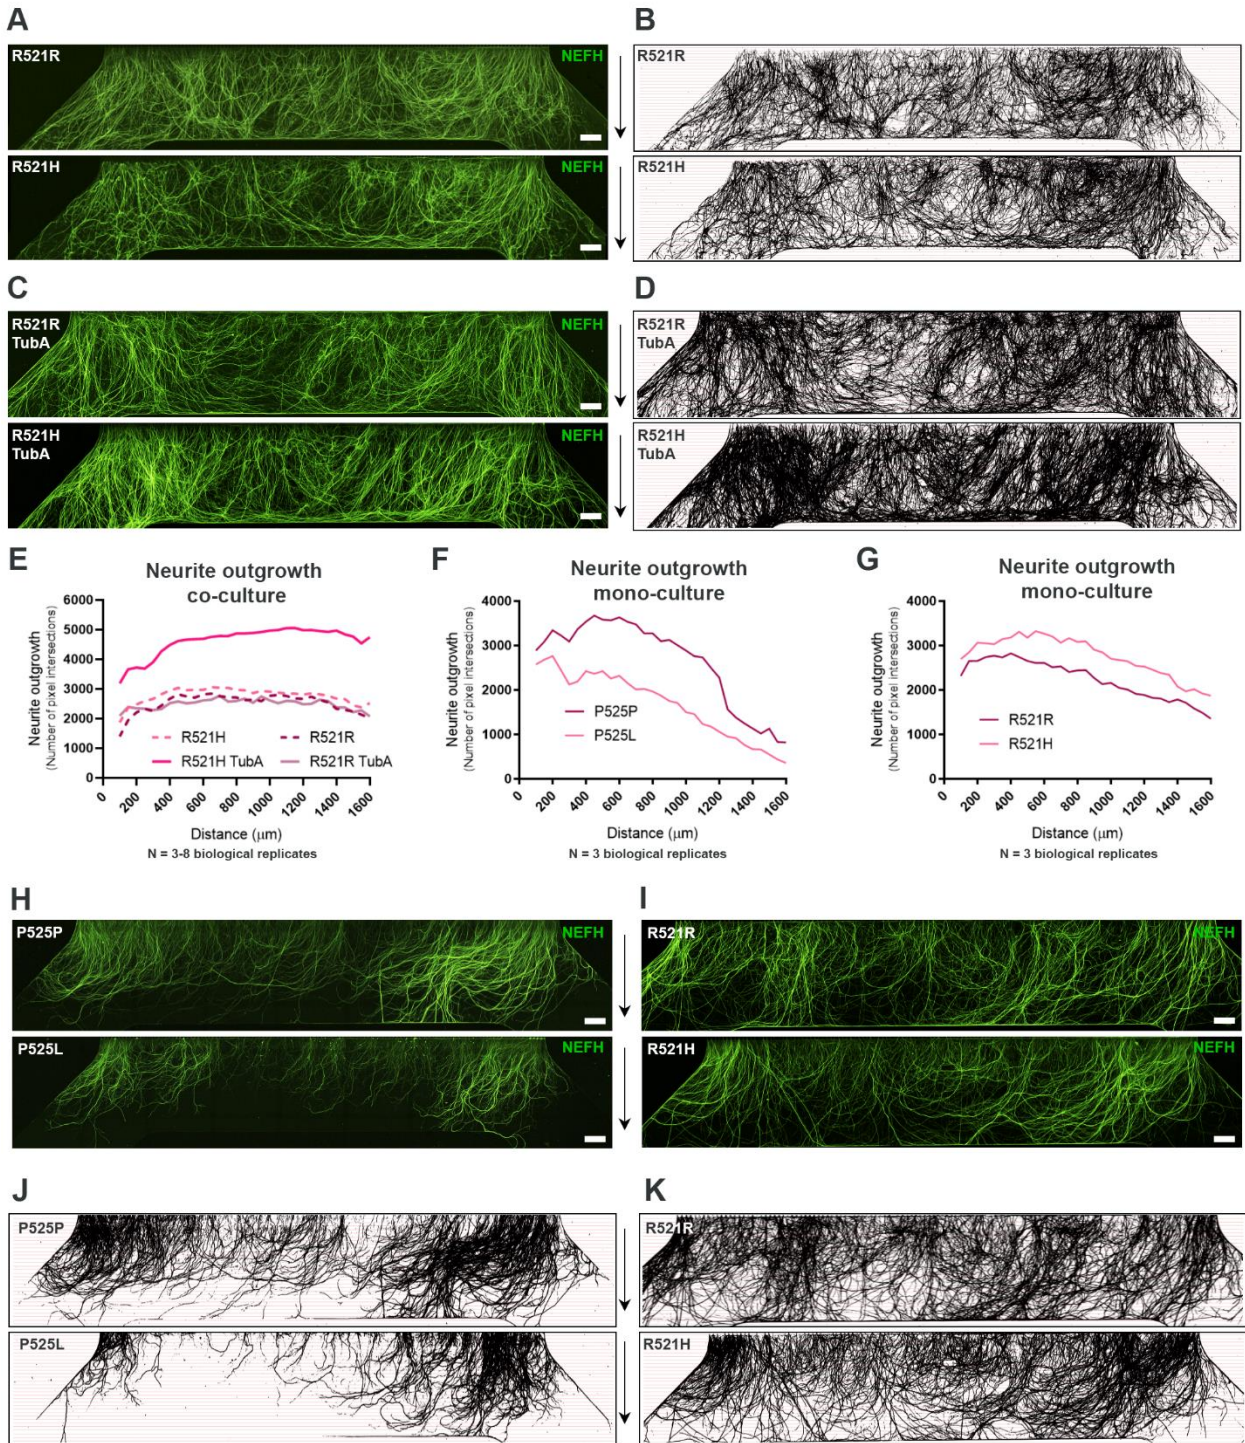 A
R521R
NEFH
R521H
NEFH
B
R521R
R521H
C
R521R
TubA
NEFH
R521H
TubA
NEFH
D
R521R
TubA
R521H
TubA
E
Neurite outgrowth
co-culture
Neurite outgrowth
(Number of pixel intersections)
6000
5000
4000
3000
2000
1000
0
R521H
R521R
R521H TubA
R521R TubA
0
200
400
600
800
1000
1200
1400
1600
Distance (μm)
N = 3-8 biological replicates
F
Neurite outgrowth
mono-culture
Neurite outgrowth
(Number of pixel intersections)
4000
3000
2000
1000
0
P525P
P525L
0
200
400
600
800
1000
1200
1400
1600
Distance (μm)
N = 3 biological replicates
G
Neurite outgrowth
mono-culture
Neurite outgrowth
(Number of pixel intersections)
4000
3000
2000
1000
0
R521R
R521H
0
200
400
600
800
1000
1200
1400
1600
Distance (μm)
N = 3 biological replicates
H
P525P
NEFH
P525L
NEFH
I
R521R
NEFH
R521H
NEFH
J
P525P
P525L
K
R521R
R521H